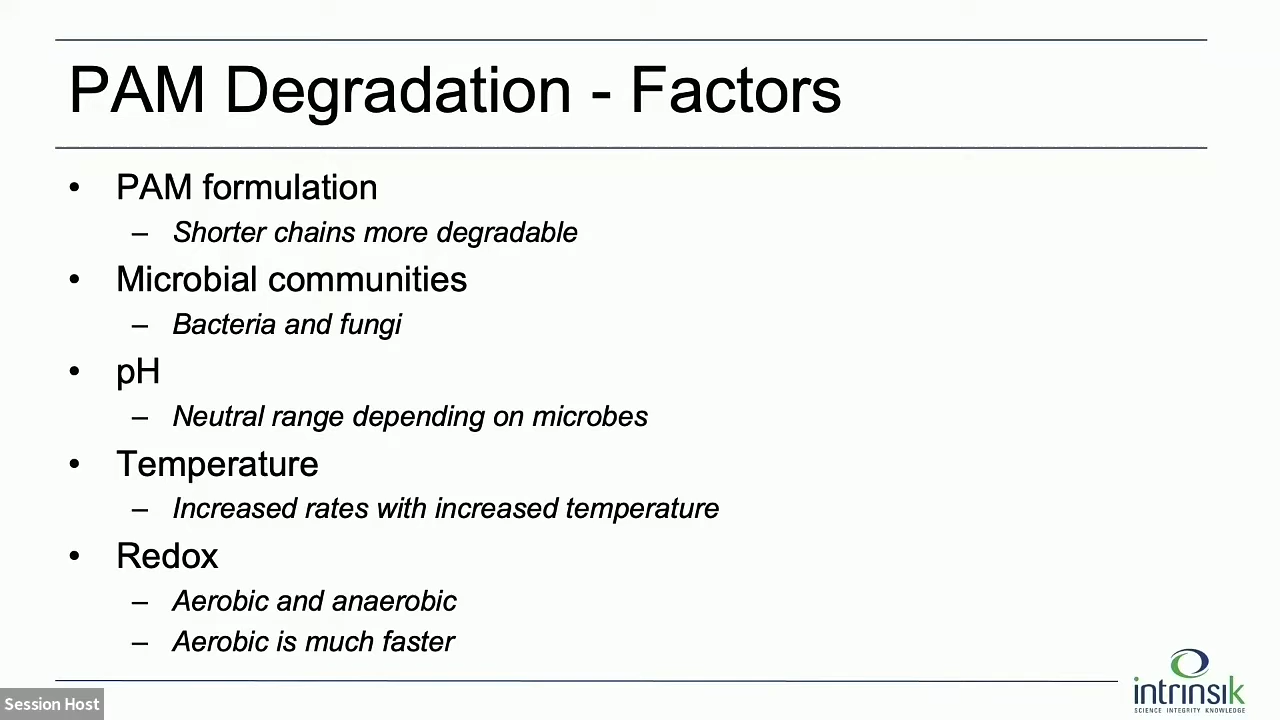 PAM Degradation - Factors
• PAM formulation
– Shorter chains more degradable
• Microbial communities
– Bacteria and fungi
• pH
– Neutral range depending on microbes
• Temperature
– Increased rates with increased temperature
• Redox
– Aerobic and anaerobic
– Aerobic is much faster
intrinsik
SCIENCE INTEGRITY KNOWLEDGE
Session Host